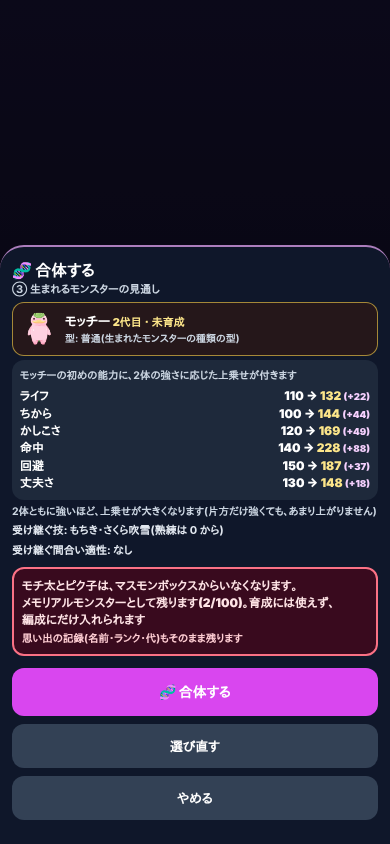 🧬 合体する
③ 生まれるモンスターの見通し
モッチー 2代目・未育成
型: 普通(生まれたモンスターの種類の型)
モッチーの初めの能力に、2体の強さに応じた上乗せが付きます
ライフ 110 → 132 (+22)
ちから 100 → 144 (+44)
かしこさ 120 → 169 (+49)
命中 140 → 228 (+88)
回避 150 → 187 (+37)
丈夫さ 130 → 148 (+18)
2体ともに強いほど、上乗せが大きくなります(片方だけ強くても、あまり上がりません)
受け継ぐ技: もちき・さくら吹雪(熟練は 0 から)
受け継ぐ間合い適性: なし
モチ太とピク子は、マスモンボックスからいなくなります。
メモリアルモンスターとして残ります(2/100)。育成には使えず、
編成にだけ入れられます
思い出の記録(名前・ランク・代)もそのまま残ります
🧬 合体する
選び直す
やめる